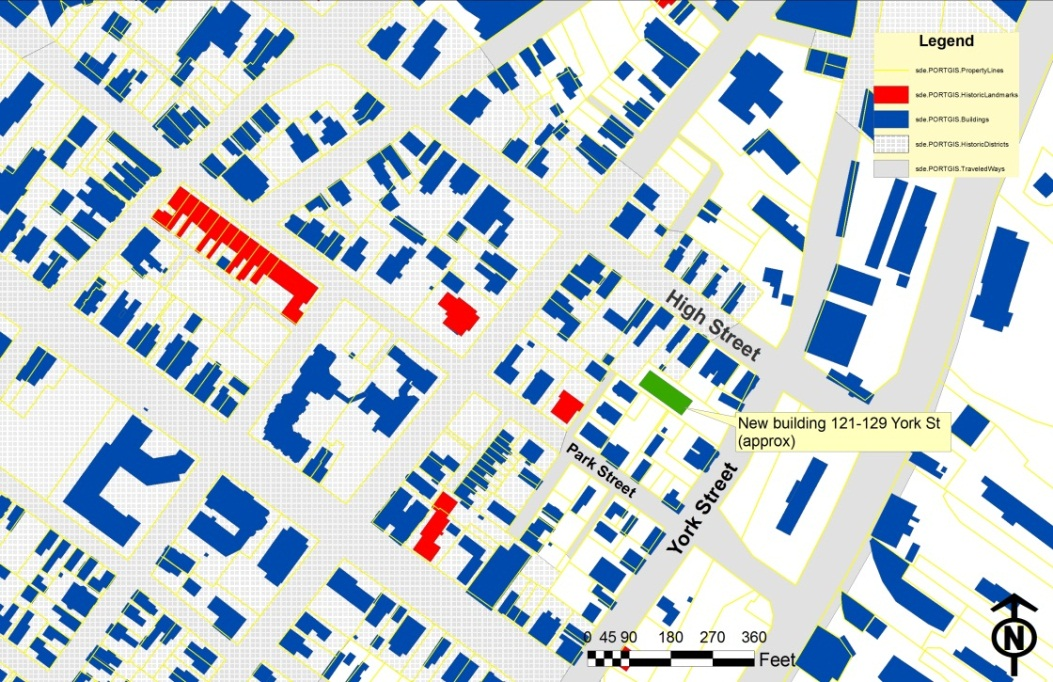 Legend
sde.PORTGIS.PropertyLines
sde.PORTGIS.HistoricLandmarks
sde.PORTGIS.Buildings
sde.PORTGIS.HistoricDistricts
sde.PORTGIS.TraveledWays
High Street
New building 121-129 York St
(approx)
Park Street
York Street
N
0 45 90 180 270 360
Feet